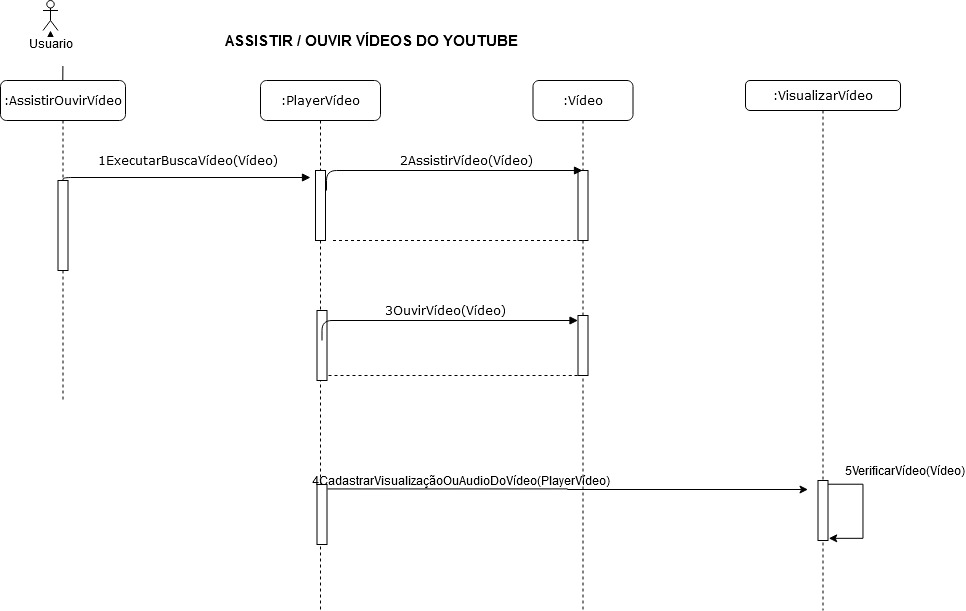 Usuario
ASSISTIR / OUVIR VÍDEOS DO YOUTUBE
:AssistirOuvirVídeo
:PlayerVídeo
:Vídeo
:VisualizarVídeo
1ExecutarBuscaVídeo(Vídeo)
2AssistirVídeo(Vídeo)
3OuvirVídeo(Vídeo)
4CadastrarVisualizaçãoOuAudioDoVídeo(PlayerVídeo)
5VerificarVídeo(Vídeo)